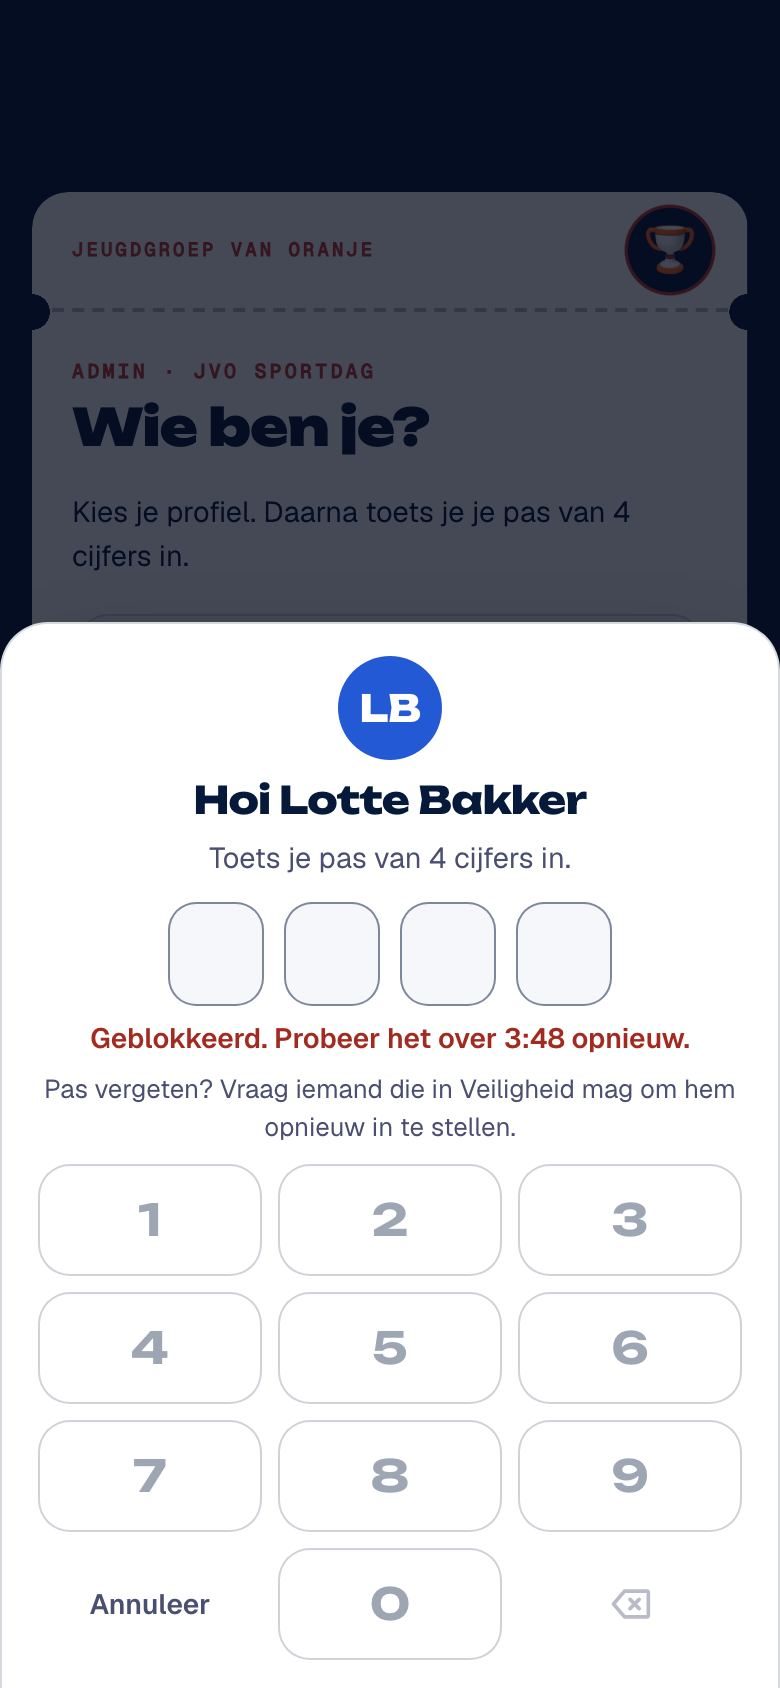 JEUGDGROEP VAN ORANJE
ADMIN · JVO SPORTDAG
Wie ben je?
Kies je profiel. Daarna toets je je pas van 4
cijfers in.
LB
Hoi Lotte Bakker
Toets je pas van 4 cijfers in.
Geblokkeerd. Probeer het over 3:48 opnieuw.
Pas vergeten? Vraag iemand die in Veiligheid mag om hem
opnieuw in te stellen.
1 2 3
4 5 6
7 8 9
Annuleer 0